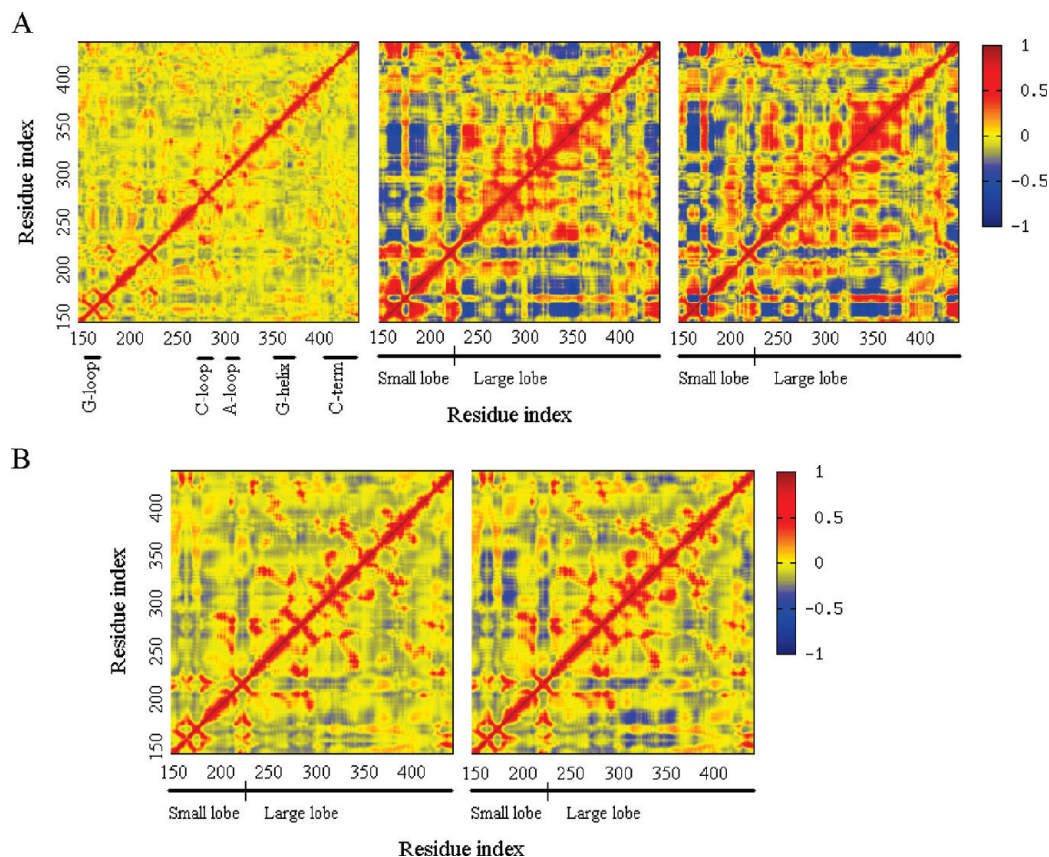 A
Residue index
400
350
300
250
200
150
150 200 250 300 350 400
150 200 250 300 350 400
150 200 250 300 350 400
1
0.5
0
-0.5
-1
G-loop
C-loop
A-loop
G-helix
C-term
Small lobe Large lobe
Small lobe Large lobe
Residue index
B
Residue index
400
350
300
250
200
150
150 200 250 300 350 400
150 200 250 300 350 400
1
0.5
0
-0.5
-1
Small lobe Large lobe
Small lobe Large lobe
Residue index